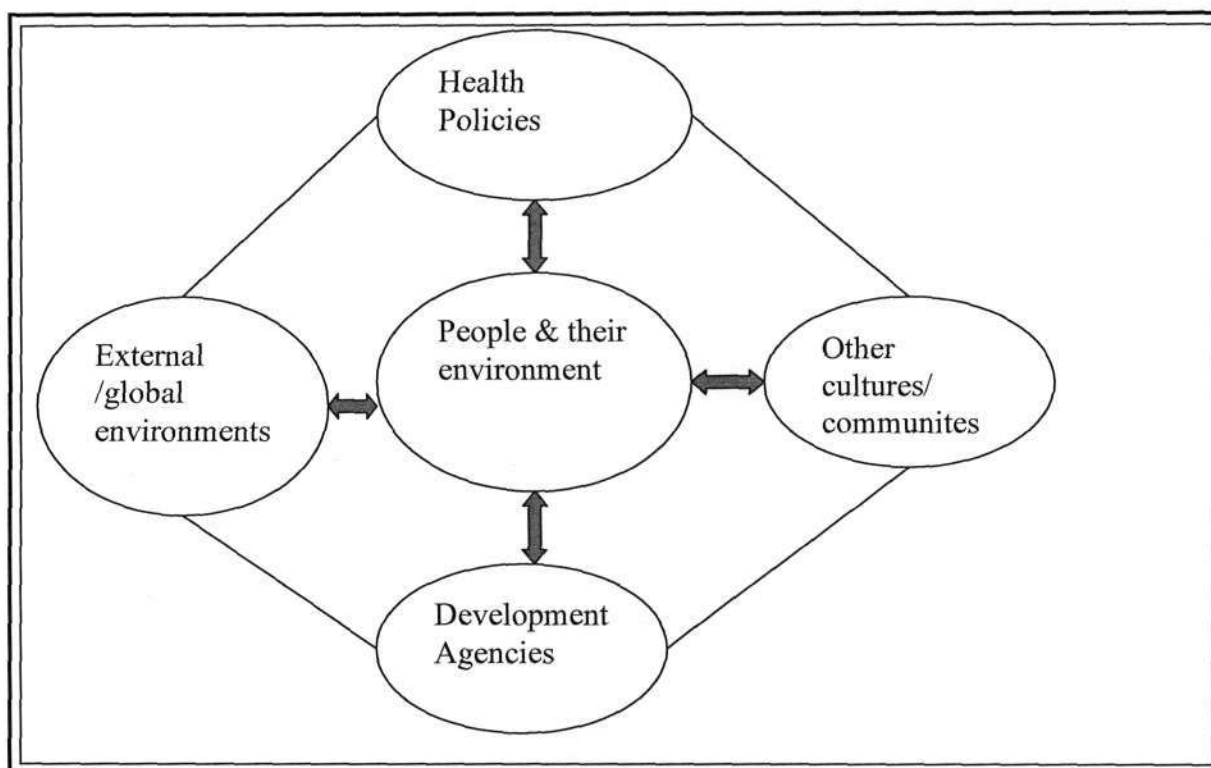 Health
Policies
External
/global
environments
People & their
environment
Other
cultures/
communites
Development
Agencies